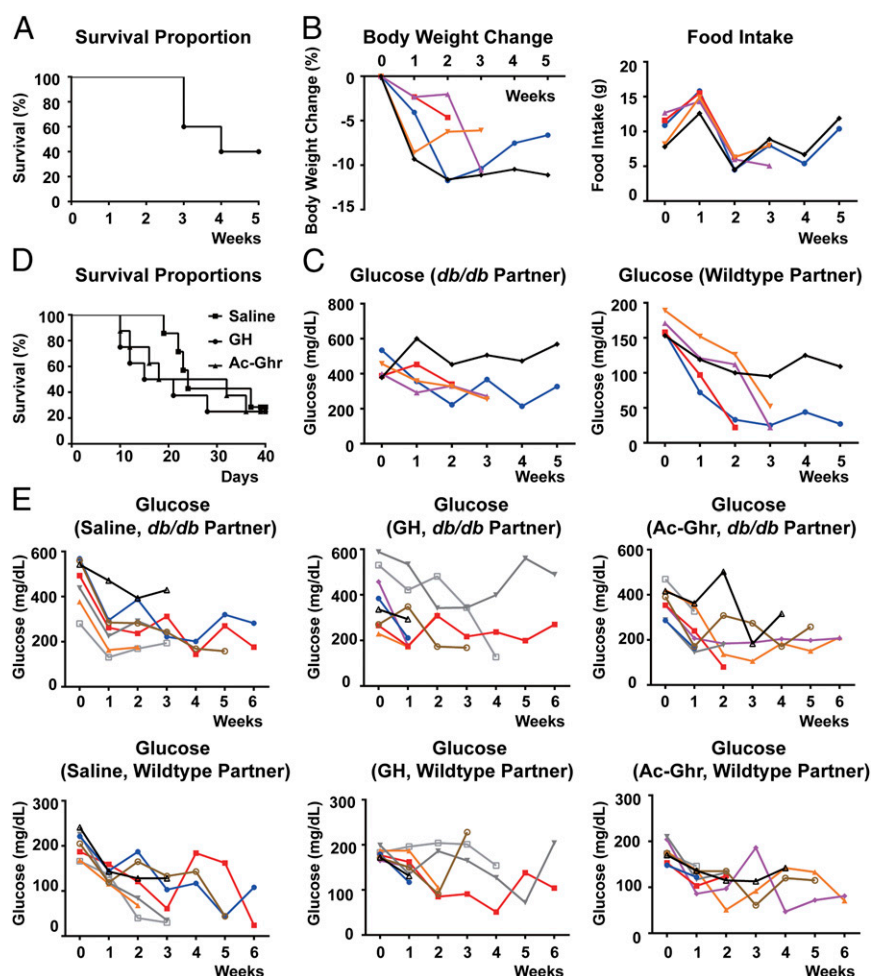 A
Survival Proportion
Survival (%)
100
80
60
40
20
0
0 1 2 3 4 5
Weeks
B
Body Weight Change
0 1 2 3 4 5
Weeks
Body Weight Change (%)
0
-5
-10
-15
Food Intake
Food Intake (g)
20
15
10
5
0
0 1 2 3 4 5
Weeks
D
Survival Proportions
Survival (%)
100
80
60
40
20
0
Saline
GH
Ac-Ghr
0 10 20 30 40
Days
C
Glucose (db/db Partner)
Glucose (mg/dL)
800
600
400
200
0
0 1 2 3 4 5
Weeks
Glucose (Wildtype Partner)
Glucose (mg/dL)
200
150
100
50
0
0 1 2 3 4 5
Weeks
E
Glucose
(Saline, db/db Partner)
Glucose (mg/dL)
600
400
200
0
0 1 2 3 4 5 6
Weeks
Glucose
(GH, db/db Partner)
Glucose (mg/dL)
600
400
200
0
0 1 2 3 4 5 6
Weeks
Glucose
(Ac-Ghr, db/db Partner)
Glucose (mg/dL)
600
400
200
0
0 1 2 3 4 5 6
Weeks
Glucose
(Saline, Wildtype Partner)
Glucose (mg/dL)
300
200
100
0
0 1 2 3 4 5 6
Weeks
Glucose
(GH, Wildtype Partner)
Glucose (mg/dL)
300
200
100
0
0 1 2 3 4 5 6
Weeks
Glucose
(Ac-Ghr, Wildtype Partner)
Glucose (mg/dL)
300
200
100
0
0 1 2 3 4 5 6
Weeks